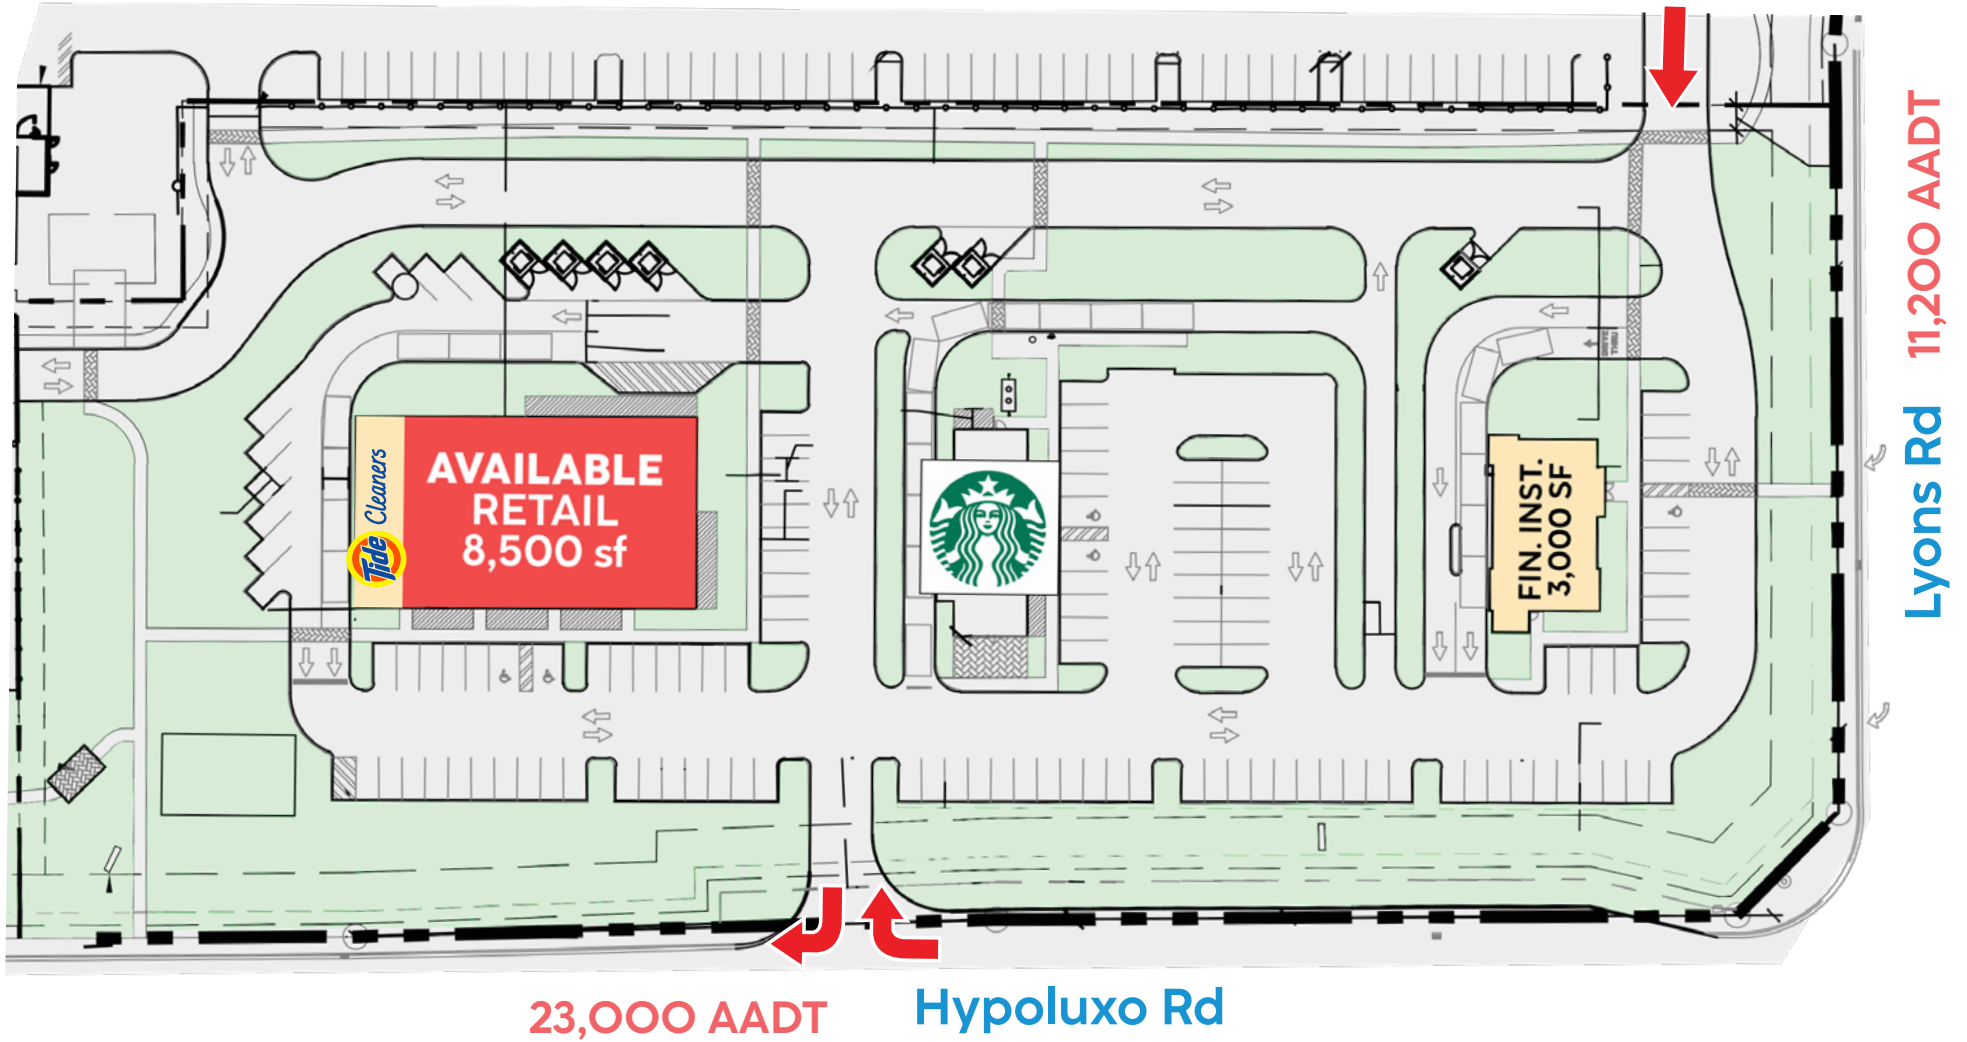 Tide Cleaners
AVAILABLE
RETAIL
8,500 sf
FIN. INST.
3,000 SF
11,200 AADT
Lyons Rd
23,000 AADT
Hypoluxo Rd